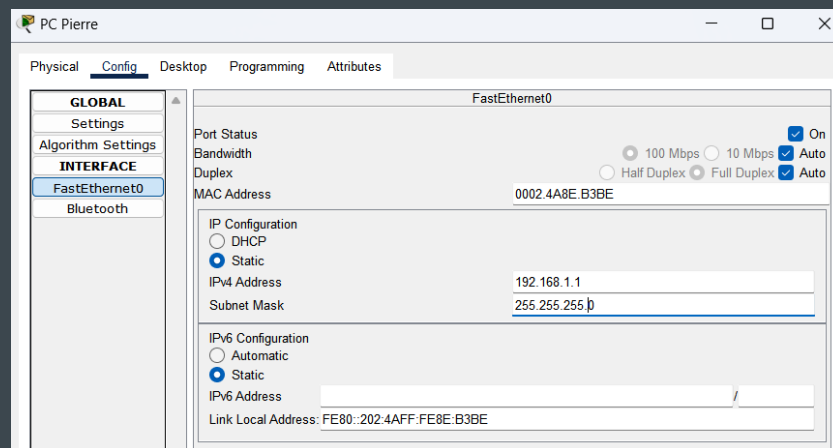 PC Pierre
Physical Config Desktop Programming Attributes
GLOBAL
Settings
Algorithm Settings
INTERFACE
FastEthernet0
Bluetooth
FastEthernet0
Port Status On
Bandwidth 100 Mbps 10 Mbps Auto
Duplex Half Duplex Full Duplex Auto
MAC Address 0002.4A8E.B3BE
IP Configuration
DHCP
Static
IPv4 Address 192.168.1.1
Subnet Mask 255.255.255.0
IPv6 Configuration
Automatic
Static
IPv6 Address /
Link Local Address: FE80::202:4AFF:FE8E:B3BE